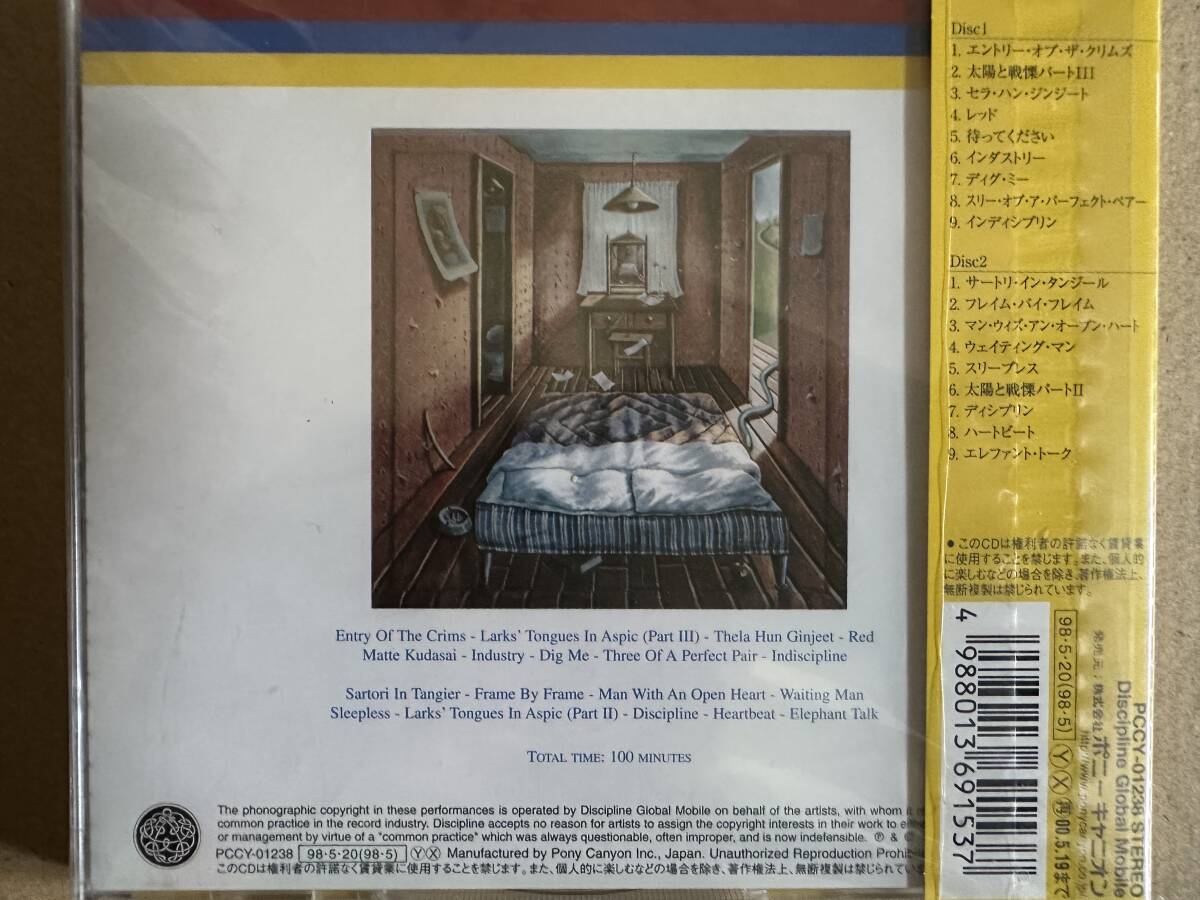 Entry Of The Crims - Larks' Tongues In Aspic (Part III) - Thela Hun Ginjeet - Red
Matte Kudasai - Industry - Dig Me - Three Of A Perfect Pair - Indiscipline
Sartori In Tangier - Frame By Frame - Man With An Open Heart - Waiting Man
Sleepless - Larks' Tongues In Aspic (Part II) - Discipline - Heartbeat - Elephant Talk
TOTAL TIME: 100 MINUTES
The phonographic copyright in these performances is operated by Discipline Global Mobile on behalf of the artists, with whom it
common practice in the record industry. Discipline accepts no reason for artists to assign the copyright interests in their work to
or management by virtue of a "common practice" which was always questionable, often improper, and is now indefensible. ℗ & ©
PCCY-01238 98·5·20(98·5) Ⓨ Ⓧ Manufactured by Pony Canyon Inc., Japan. Unauthorized Reproduction
このCDは権利者の許諾なく賃貸業に使用することを禁じます。また、個人的に楽しむなどの場合を除き、著作権法上、無断複製は禁じられてい
Disc1
1. エントリー・オブ・ザ・クリムズ
2. 太陽と戦慄パートIII
3. セラ・ハン・ジンジート
4. レッド
5. 待ってください
6. インダストリー
7. ディグ・ミー
8. スリー・オブ・ア・パーフェクト・ペアー
9. インディシプリン
Disc2
1. サートリ・イン・タンジール
2. フレイム・バイ・フレイム
3. マン・ウィズ・アン・オープン・ハート
4. ウェイティング・マン
5. スリープレス
6. 太陽と戦慄パートII
7. ディシプリン
8. ハートビート
9. エレファント・トーク
● このCDは権利者の許諾なく賃貸業
に使用することを禁じます。また、個人的
に楽しむなどの場合を除き、著作権法上、
無断複製は禁じられています。
4 988013 691537
98·5·20(98·5) Ⓨ Ⓧ 再00.5.19まで
発売元:株式会社 ポニーキャニオン
Discipline Global Mobile
PCCY-01238 STEREO